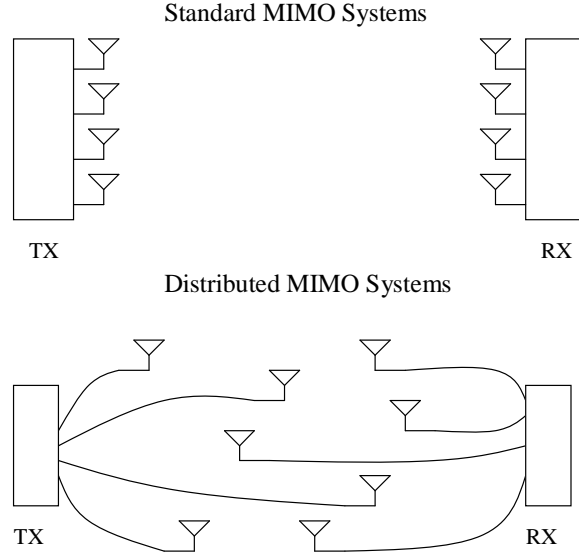 Standard MIMO Systems
TX
RX
Distributed MIMO Systems
TX
RX